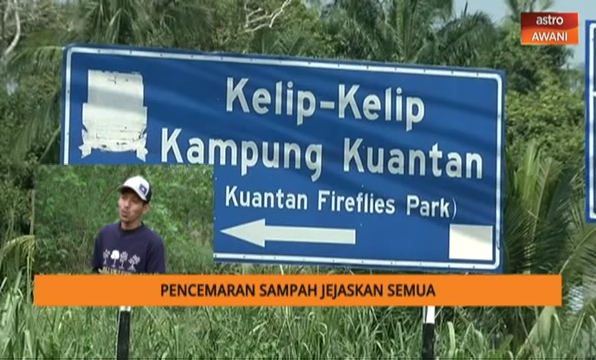 astro
AWANI
Kelip-Kelip
Kampung Kuantan
Kuantan Fireflies Park)
PENCEMARAN SAMPAH JEJASKAN SEMUA